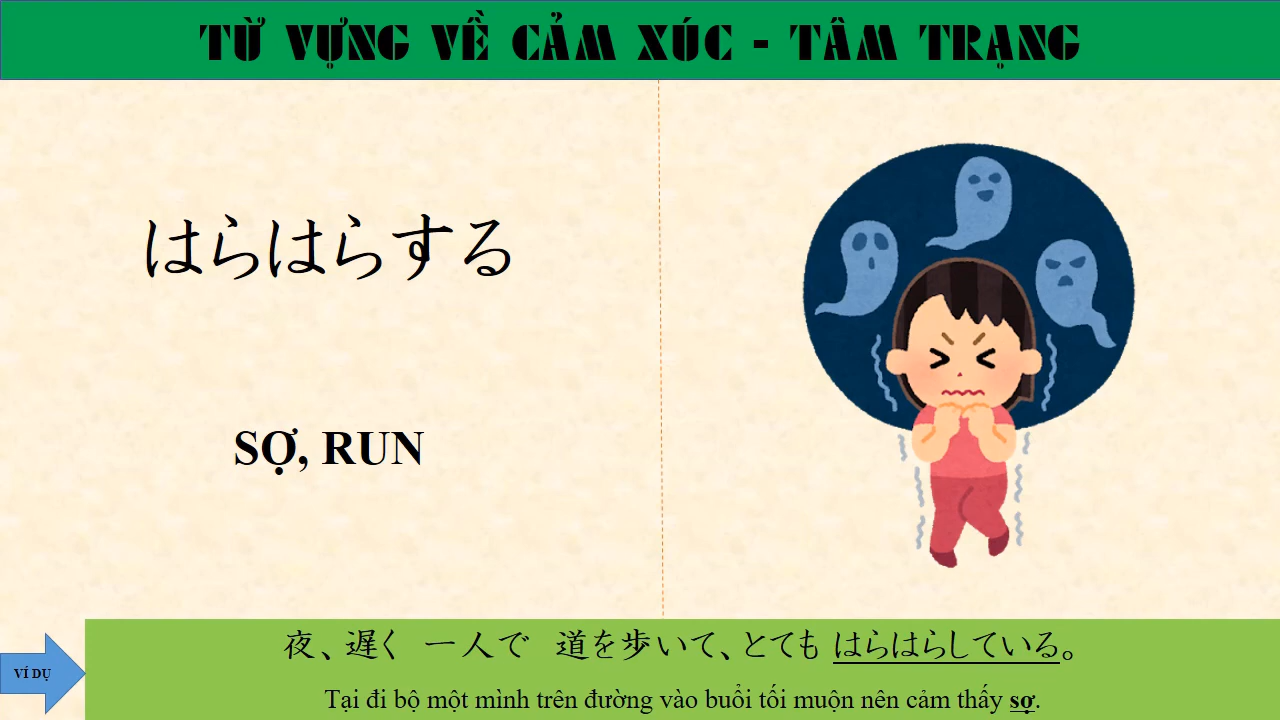 TỪ VỰNG VỀ CẢM XÚC - TÂM TRẠNG
はらはらする
SỢ, RUN
VÍ DỤ
夜、遅く 一人で 道を歩いて、とても はらはらしている。
Tại đi bộ một mình trên đường vào buổi tối muộn nên cảm thấy sợ.